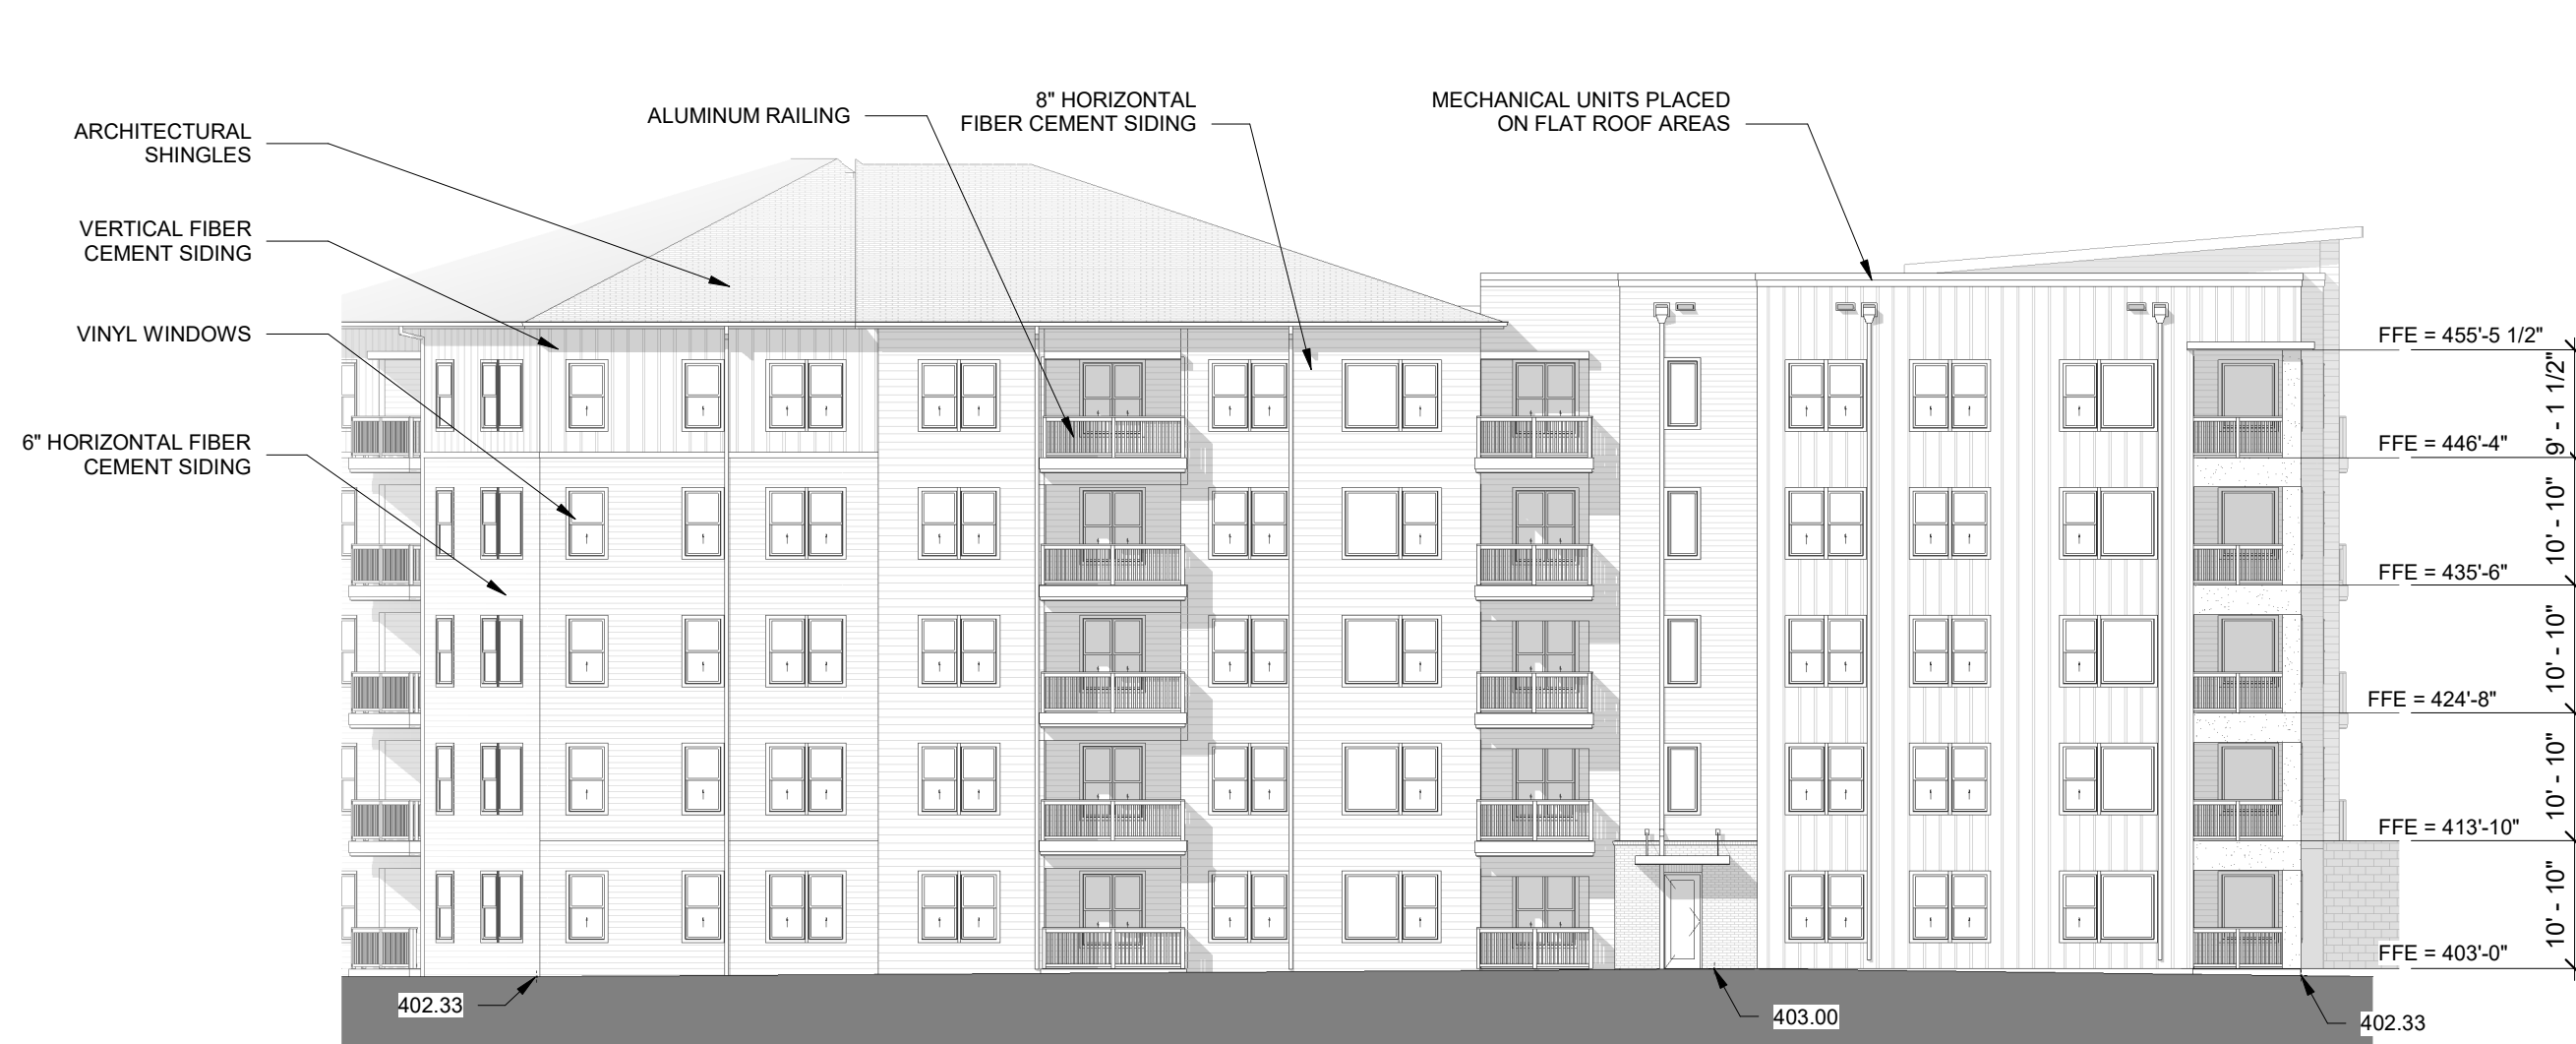 ARCHITECTURAL
SHINGLES
VERTICAL FIBER
CEMENT SIDING
VINYL WINDOWS
6" HORIZONTAL FIBER
CEMENT SIDING
ALUMINUM RAILING
8" HORIZONTAL
FIBER CEMENT SIDING
MECHANICAL UNITS PLACED
ON FLAT ROOF AREAS
FFE = 455'-5 1/2"
9' - 1 1/2"
FFE = 446'-4"
10' - 10"
FFE = 435'-6"
10' - 10"
FFE = 424'-8"
10' - 10"
FFE = 413'-10"
10' - 10"
FFE = 403'-0"
402.33
403.00
402.33